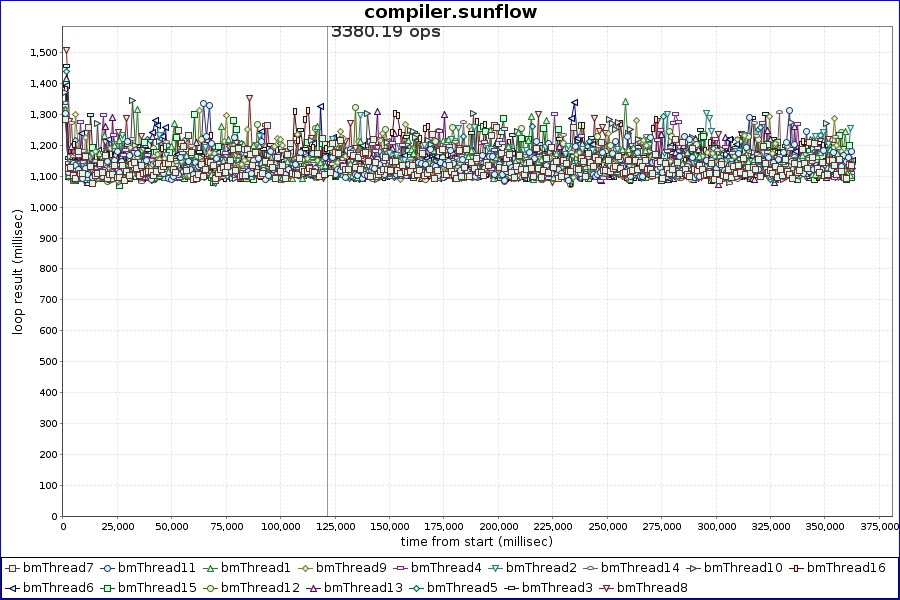 compiler.sunflow
3380.19 ops
1,500
1,400
1,300
1,200
1,100
1,000
900
800
700
600
500
400
300
200
100
0
loop result (millisec)
0 25,000 50,000 75,000 100,000 125,000 150,000 175,000 200,000 225,000 250,000 275,000 300,000 325,000 350,000 375,000
time from start (millisec)
bmThread7 bmThread11 bmThread1 bmThread9 bmThread4 bmThread2 bmThread14 bmThread10 bmThread16
bmThread6 bmThread15 bmThread12 bmThread13 bmThread5 bmThread3 bmThread8